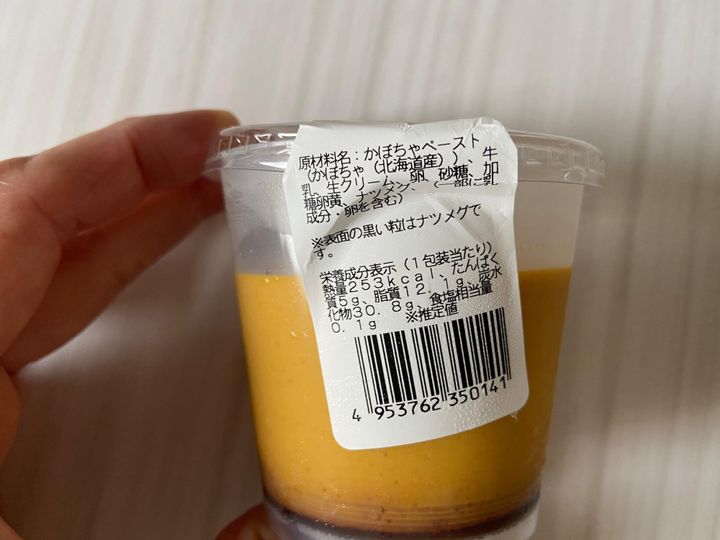 原材料名：かぼちゃペースト
(かぼちゃ（北海道産）)、牛
乳、生クリーム、卵、砂糖、加
糖卵黄、ナツメグ、(一部に乳
成分・卵を含む)
※表面の黒い粒はナツメグで
す。
栄養成分表示（1包装当たり）
熱量253kcal、たんぱく
質5g、脂質12.1g、炭水
化物30.8g、食塩相当量
0.1g ※推定値
4 953762 350141